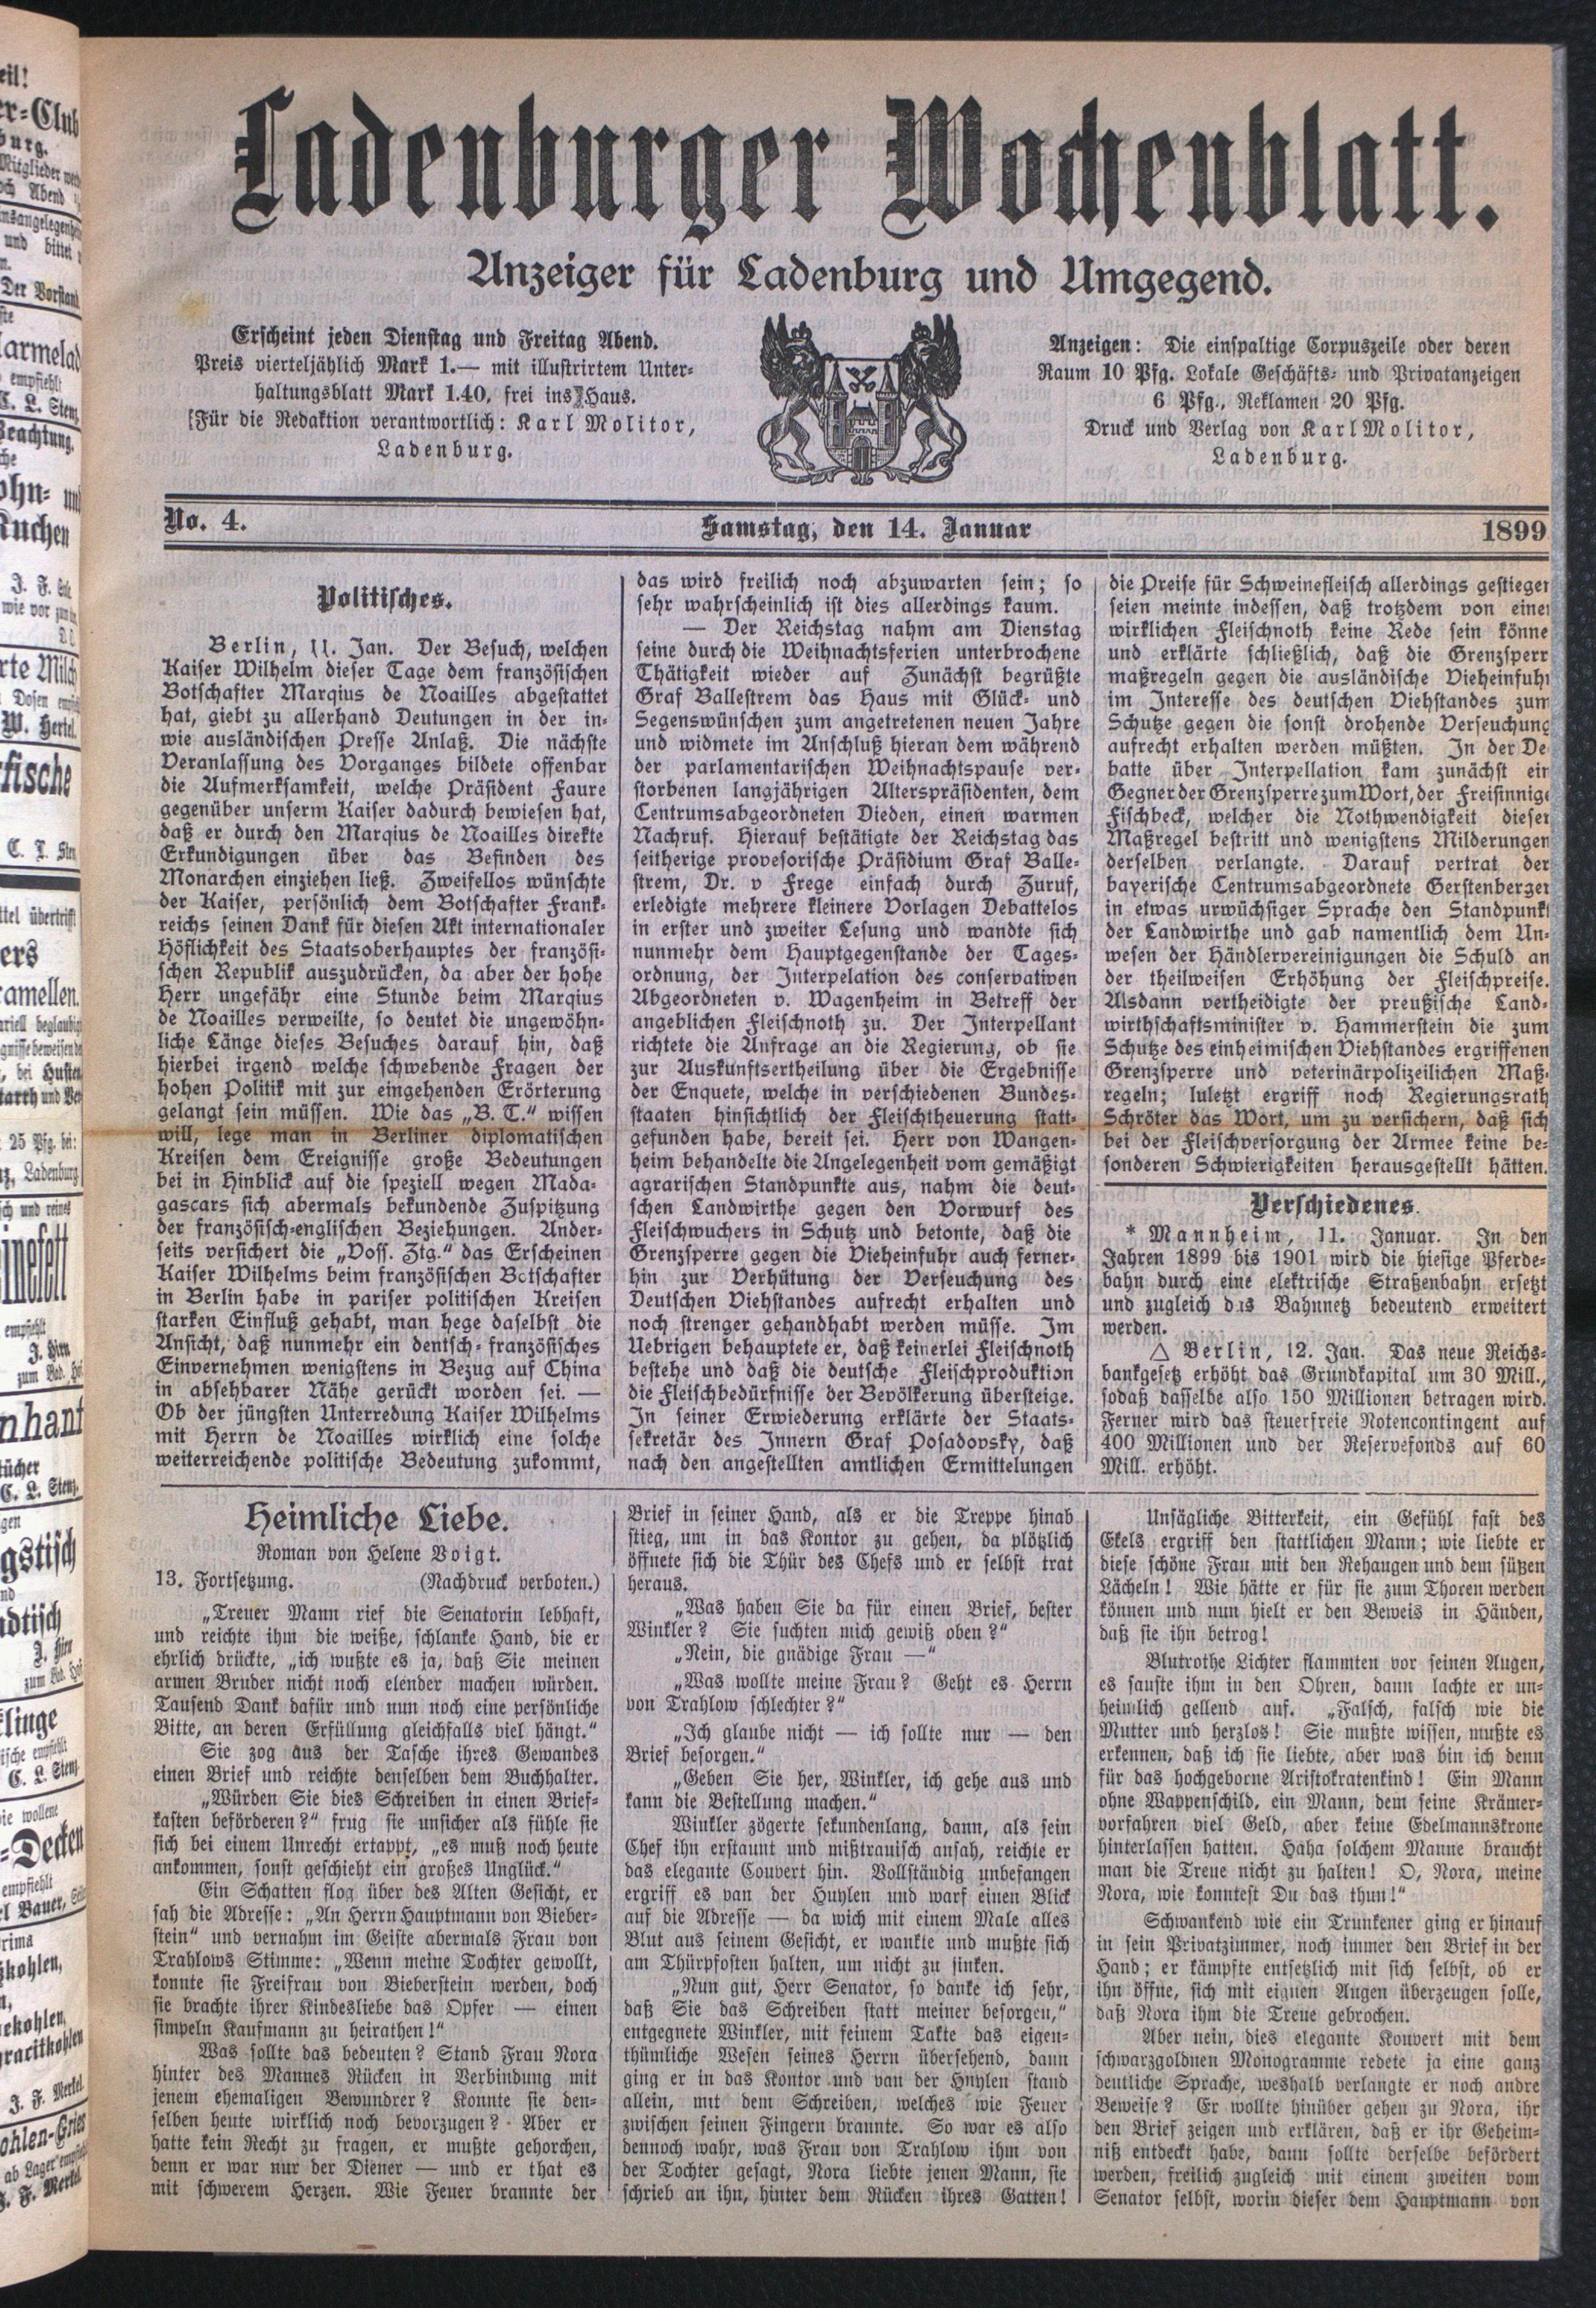 Ladenburger Wochenblatt.
Anzeiger für Ladenburg und Umgegend.
Erscheint jeden Dienstag und Freitag Abend.
Preis vierteljährlich Mark 1.— mit illustrirtem Unter-
haltungsblatt Mark 1.40, frei ins Haus.
Für die Redaktion verantwortlich: Karl Molitor,
Ladenburg.
Anzeigen: Die einspaltige Corpuszeile oder deren
Raum 10 Pfg. Lokale Geschäfts- und Privatanzeigen
6 Pfg., Reklamen 20 Pfg.
Druck und Verlag von Karl Molitor,
Ladenburg.
No. 4.
Samstag, den 14. Januar
1899
Politisches.
Berlin, 11. Jan. Der Besuch, welchen
Kaiser Wilhelm dieser Tage dem französischen
Botschafter Marqius de Noailles abgestattet
hat, giebt zu allerhand Deutungen in der in-
wie ausländischen Presse Anlaß. Die nächste
Veranlassung des Vorganges bildete offenbar
die Aufmerksamkeit, welche Präsident Faure
gegenüber unserm Kaiser dadurch bewiesen hat,
daß er durch den Marqius de Noailles direkte
Erkundigungen über das Befinden des
Monarchen einziehen ließ. Zweifellos wünschte
der Kaiser, persönlich dem Botschafter Frank-
reichs seinen Dank für diesen Akt internationaler
Höflichkeit des Staatsoberhauptes der französi-
schen Republik auszudrücken, da aber der hohe
Herr ungefähr eine Stunde beim Marqius
de Noailles verweilte, so deutet die ungewöhn-
liche Länge dieses Besuches darauf hin, daß
hierbei irgend welche schwebende Fragen der
hohen Politik mit zur eingehenden Erörterung
gelangt sein müssen. Wie das „B. T.“ wissen
will, lege man in Berliner diplomatischen
Kreisen dem Ereignisse große Bedeutungen
bei in Hinblick auf die speziell wegen Mada-
gascars sich abermals bekundende Zuspitzung
der französisch-englischen Beziehungen. Ander-
seits versichert die „Voss. Ztg.“ das Erscheinen
Kaiser Wilhelms beim französischen Botschafter
in Berlin habe in pariser politischen Kreisen
starken Einfluß gehabt, man hege daselbst die
Ansicht, daß nunmehr ein dentsch-französisches
Einvernehmen wenigstens in Bezug auf China
in absehbarer Nähe gerückt worden sei. —
Ob der jüngsten Unterredung Kaiser Wilhelms
mit Herrn de Noailles wirklich eine solche
weiterreichende politische Bedeutung zukommt,
das wird freilich noch abzuwarten sein; so
sehr wahrscheinlich ist dies allerdings kaum.
— Der Reichstag nahm am Dienstag
seine durch die Weihnachtsferien unterbrochene
Thätigkeit wieder auf Zunächst begrüßte
Graf Ballestrem das Haus mit Glück- und
Segenswünschen zum angetretenen neuen Jahre
und widmete im Anschluß hieran dem während
der parlamentarischen Weihnachtspause ver-
storbenen langjährigen Alterspräsidenten, dem
Centrumsabgeordneten Dieden, einen warmen
Nachruf. Hierauf bestätigte der Reichstag das
seitherige provesorische Präsidium Graf Balle-
strem, Dr. v Frege einfach durch Zuruf,
erledigte mehrere kleinere Vorlagen Debattelos
in erster und zweiter Lesung und wandte sich
nunmehr dem Hauptgegenstande der Tages-
ordnung, der Interpelation des conservativen
Abgeordneten v. Wagenheim in Betreff der
angeblichen Fleischnoth zu. Der Interpellant
richtete die Anfrage an die Regierung, ob sie
zur Auskunftsertheilung über die Ergebnisse
der Enquete, welche in verschiedenen Bundes-
staaten hinsichtlich der Fleischtheuerung statt-
gefunden habe, bereit sei. Herr von Wangen-
heim behandelte die Angelegenheit vom gemäßigt
agrarischen Standpunkte aus, nahm die deut-
schen Landwirthe gegen den Vorwurf des
Fleischwuchers in Schutz und betonte, daß die
Grenzsperre gegen die Vieheinfuhr auch ferner-
hin zur Verhütung der Verseuchung des
Deutschen Viehstandes aufrecht erhalten und
noch strenger gehandhabt werden müsse. Im
Uebrigen behauptete er, daß keinerlei Fleischnoth
bestehe und daß die deutsche Fleischproduktion
die Fleischbedürfnisse der Bevölkerung übersteige.
In seiner Erwiederung erklärte der Staats-
sekretär des Innern Graf Posadovsky, daß
nach den angestellten amtlichen Ermittelungen
die Preise für Schweinefleisch allerdings gestiegen
seien meinte indessen, daß trotzdem von einer
wirklichen Fleischnoth keine Rede sein könne
und erklärte schließlich, daß die Grenzsperr
maßregeln gegen die ausländische Vieheinfuhr
im Interesse des deutschen Viehstandes zum
Schutze gegen die sonst drohende Verseuchung
aufrecht erhalten werden müßten. In der De-
batte über Interpellation kam zunächst ein
Gegner der Grenzsperre zum Wort, der Freisinnige
Fischbeck, welcher die Nothwendigkeit dieser
Maßregel bestritt und wenigstens Milderungen
derselben verlangte. Darauf vertrat der
bayerische Centrumsabgeordnete Gerstenberger
in etwas urwüchsiger Sprache den Standpunkt
der Landwirthe und gab namentlich dem Un-
wesen der Händlervereinigungen die Schuld an
der theilweisen Erhöhung der Fleischpreise.
Alsdann vertheidigte der preußische Land-
wirthschaftsminister v. Hammerstein die zum
Schutze des einheimischen Viehstandes ergriffenen
Grenzsperre und veterinärpolizeilichen Maß-
regeln; luletzt ergriff noch Regierungsrath
Schröter das Wort, um zu versichern, daß sich
bei der Fleischversorgung der Armee keine be-
sonderen Schwierigkeiten herausgestellt hätten.
Verschiedenes.
* Mannheim, 11. Januar. In den
Jahren 1899 bis 1901 wird die hiesige Pferde-
bahn durch eine elektrische Straßenbahn ersetzt
und zugleich das Bahnnetz bedeutend erweitert
werden.
△ Berlin, 12. Jan. Das neue Reichs-
bankgesetz erhöht das Grundkapital um 30 Mill.,
sodaß dasselbe also 150 Millionen betragen wird.
Ferner wird das steuerfreie Notencontingent auf
400 Millionen und der Reservefonds auf 60
Mill. erhöht.
Heimliche Liebe.
Roman von Helene Voigt.
13. Fortsetzung. (Nachdruck verboten.)
„Treuer Mann rief die Senatorin lebhaft,
und reichte ihm die weiße, schlanke Hand, die er
ehrlich drückte, „ich wußte es ja, daß Sie meinen
armen Bruder nicht noch elender machen würden.
Tausend Dank dafür und nun noch eine persönliche
Bitte, an deren Erfüllung gleichfalls viel hängt.“
Sie zog aus der Tasche ihres Gewandes
einen Brief und reichte denselben dem Buchhalter.
„Würden Sie dies Schreiben in einen Brief-
kasten beförderen?“ frug sie unsicher als fühle sie
sich bei einem Unrecht ertappt, „es muß noch heute
ankommen, sonst geschieht ein großes Unglück.“
Ein Schatten flog über des Alten Gesicht, er
sah die Adresse: „An Herrn Hauptmann von Bieber-
stein“ und vernahm im Geiste abermals Frau von
Trahlows Stimme: „Wenn meine Tochter gewollt,
konnte sie Freifrau von Bieberstein werden, doch
sie brachte ihrer Kindesliebe das Opfer — einen
simpeln Kaufmann zu heirathen!“
Was sollte das bedeuten? Stand Frau Nora
hinter des Mannes Rücken in Verbindung mit
jenem ehemaligen Bewundrer? Konnte sie den-
selben heute wirklich noch bevorzugen? Aber er
hatte kein Recht zu fragen, er mußte gehorchen,
denn er war nur der Diener — und er that es
mit schwerem Herzen. Wie Feuer brannte der
Brief in seiner Hand, als er die Treppe hinab
stieg, um in das Kontor zu gehen, da plötzlich
öffnete sich die Thür des Chefs und er selbst trat
heraus.
„Was haben Sie da für einen Brief, bester
Winkler? Sie suchten mich gewiß oben?“
„Nein, die gnädige Frau —“
„Was wollte meine Frau? Geht es Herrn
von Trahlow schlechter?“
„Ich glaube nicht — ich sollte nur — den
Brief besorgen.“
„Geben Sie her, Winkler, ich gehe aus und
kann die Bestellung machen.“
Winkler zögerte sekundenlang, dann, als sein
Chef ihn erstaunt und mißtrauisch ansah, reichte er
das elegante Couvert hin. Vollständig unbefangen
ergriff es van der Huylen und warf einen Blick
auf die Adresse — da wich mit einem Male alles
Blut aus seinem Gesicht, er wankte und mußte sich
am Thürpfosten halten, um nicht zu sinken.
„Nun gut, Herr Senator, so danke ich sehr,
daß Sie das Schreiben statt meiner besorgen,“
entgegnete Winkler, mit feinem Takte das eigen-
thümliche Wesen seines Herrn übersehend, dann
ging er in das Kontor und van der Huylen stand
allein, mit dem Schreiben, welches wie Feuer
zwischen seinen Fingern brannte. So war es also
dennoch wahr, was Frau von Trahlow ihm von
der Tochter gesagt, Nora liebte jenen Mann, sie
schrieb an ihn, hinter dem Rücken ihres Gatten!
Unsägliche Bitterkeit, ein Gefühl fast des
Ekels ergriff den stattlichen Mann; wie liebte er
diese schöne Frau mit den Rehaugen und dem süßen
Lächeln! Wie hätte er für sie zum Thoren werden
können und nun hielt er den Beweis in Händen,
daß sie ihn betrog!
Blutrothe Lichter flammten vor seinen Augen,
es sauste ihm in den Ohren, dann lachte er un-
heimlich gellend auf. „Falsch, falsch wie die
Mutter und herzlos! Sie mußte wissen, mußte es
erkennen, daß ich sie liebte, aber was bin ich denn
für das hochgeborne Aristokratenkind! Ein Mann
ohne Wappenschild, ein Mann, dem seine Krämer-
vorfahren viel Geld, aber keine Edelmannskrone
hinterlassen hatten. Haha solchem Manne braucht
man die Treue nicht zu halten! O, Nora, meine
Nora, wie konntest Du das thun!“
Schwankend wie ein Trunkener ging er hinauf
in sein Privatzimmer, noch immer den Brief in der
Hand; er kämpfte entsetzlich mit sich selbst, ob er
ihn öffne, sich mit eignen Augen überzeugen solle,
daß Nora ihm die Treue gebrochen.
Aber nein, dies elegante Kouvert mit dem
schwarzgoldnen Monogramme redete ja eine ganz
deutliche Sprache, weshalb verlangte er noch andre
Beweise? Er wollte hinüber gehen zu Nora, ihr
den Brief zeigen und erklären, daß er ihr Geheim-
niß entdeckt habe, dann sollte derselbe befördert
werden, freilich zugleich mit einem zweiten vom
Senator selbst, worin dieser dem Hauptmann von